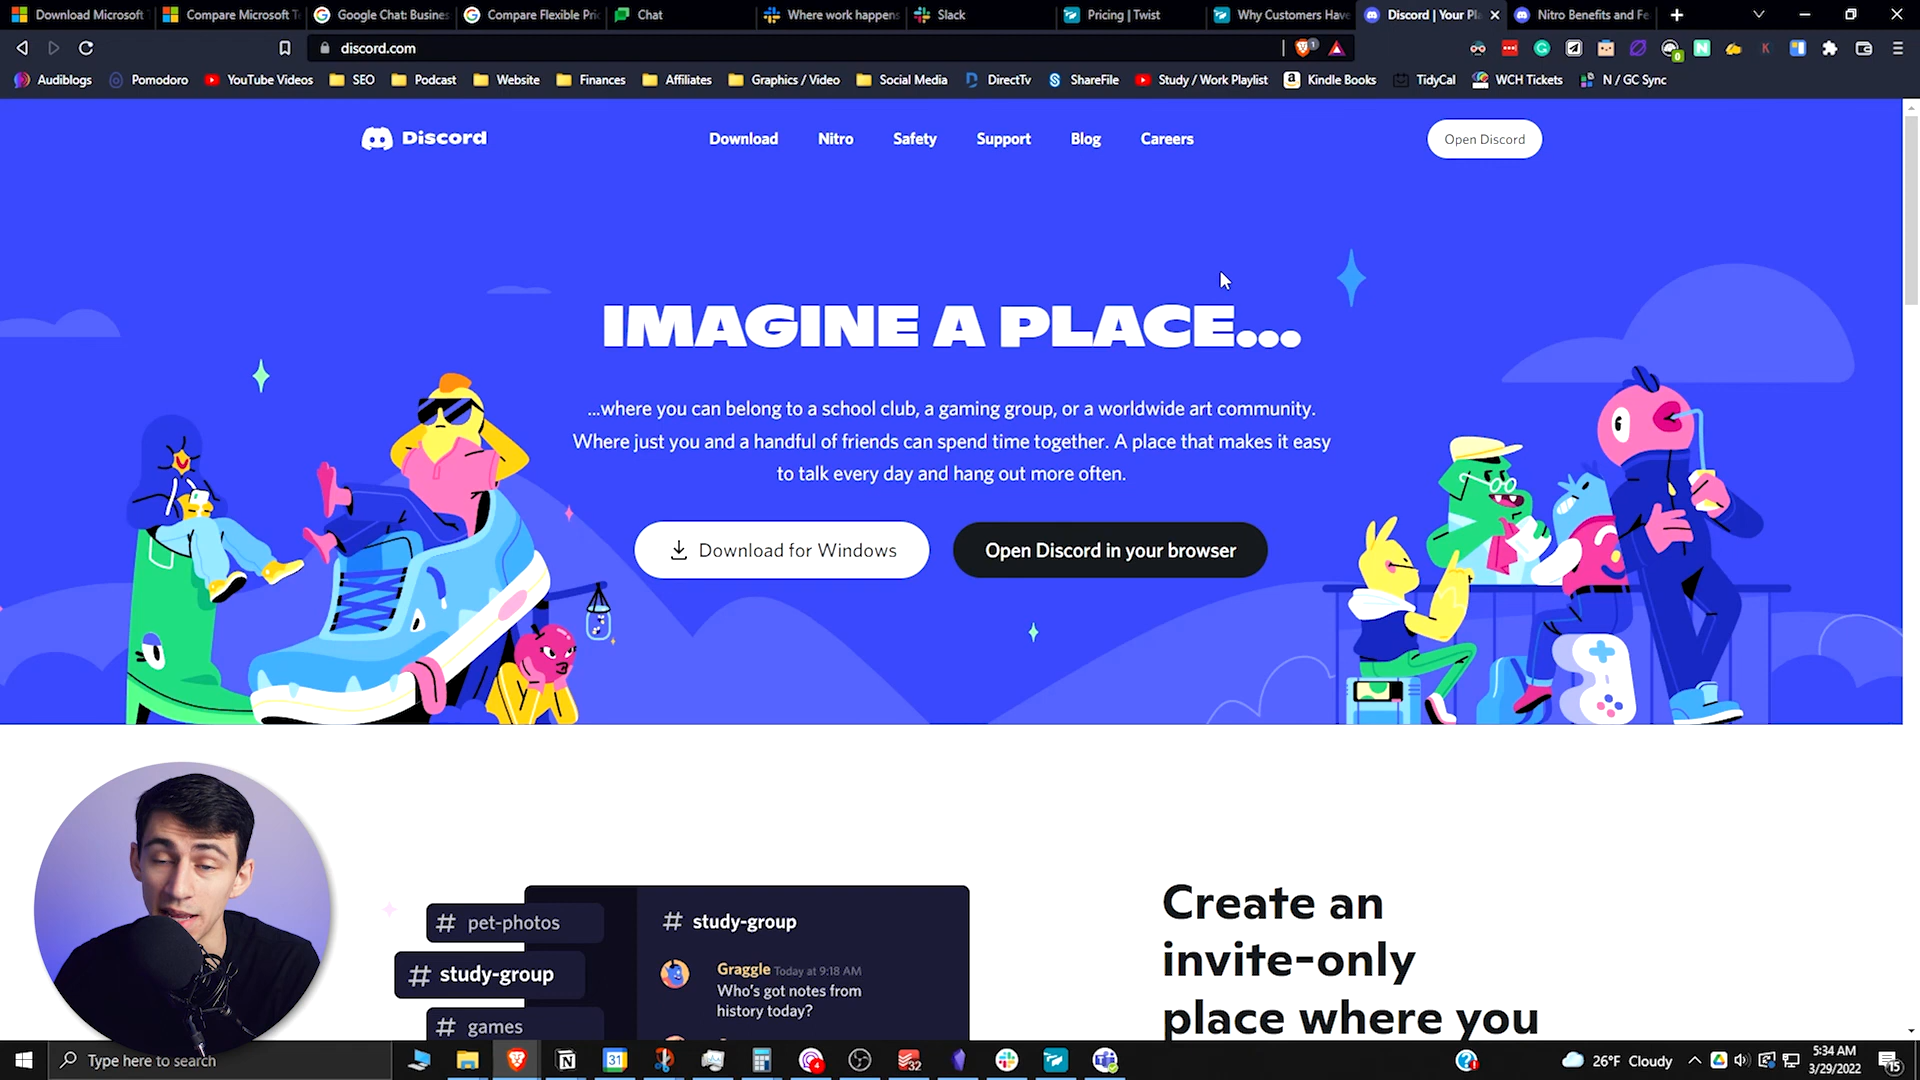 Download Microsoft
Compare Microsoft Te
Google Chat: Busines
Compare Flexible Pri
Chat
Where work happens
Slack
Pricing | Twist
Why Customers Have
Discord | Your Pl
Nitro Benefits and Fe
discord.com
Audiblogs
Pomodoro
YouTube Videos
SEO
Podcast
Website
Finances
Affiliates
Graphics / Video
Social Media
DirectTv
ShareFile
Study / Work Playlist
Kindle Books
TidyCal
WCH Tickets
N / GC Sync
Discord
Download
Nitro
Safety
Support
Blog
Careers
Open Discord
IMAGINE A PLACE...
...where you can belong to a school club, a gaming group, or a worldwide art community.
Where just you and a handful of friends can spend time together. A place that makes it easy
to talk every day and hang out more often.
Download for Windows
Open Discord in your browser
# pet-photos
# study-group
# games
# study-group
Graggle Today at 9:18 AM
Who's got notes from
history today?
Create an
invite-only
place where you
Type here to search
31
4
32
26°F Cloudy
5:34 AM
3/29/2022
15